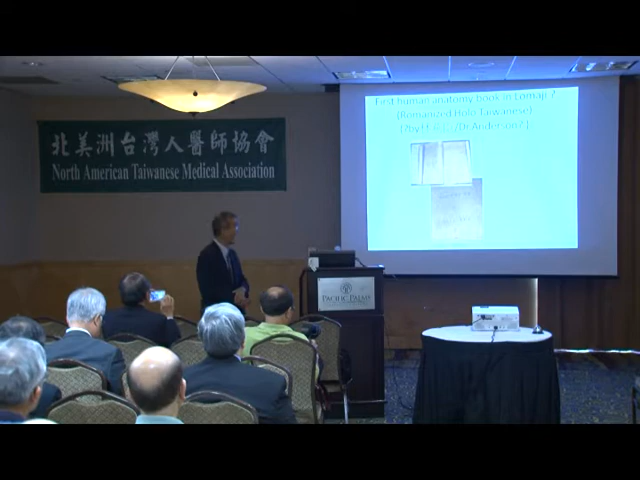 北美洲台灣人醫師協會
North American Taiwanese Medical Association
First human anatomy book in Lomaji ?
(Romanized Holo Taiwanese)
Dr Anderson? )
PACIFIC PALMS